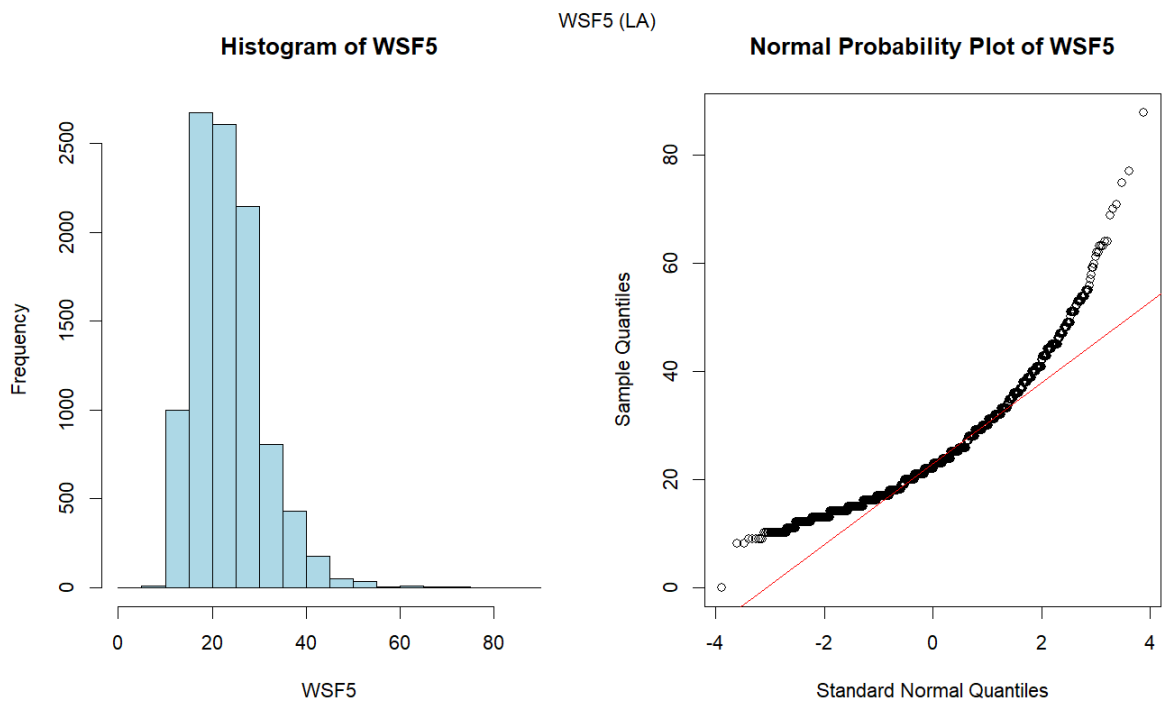 WSF5 (LA)
Histogram of WSF5
Frequency
2500
2000
1500
1000
500
0
0 20 40 60 80
WSF5
Normal Probability Plot of WSF5
Sample Quantiles
80
60
40
20
0
-4 -2 0 2 4
Standard Normal Quantiles